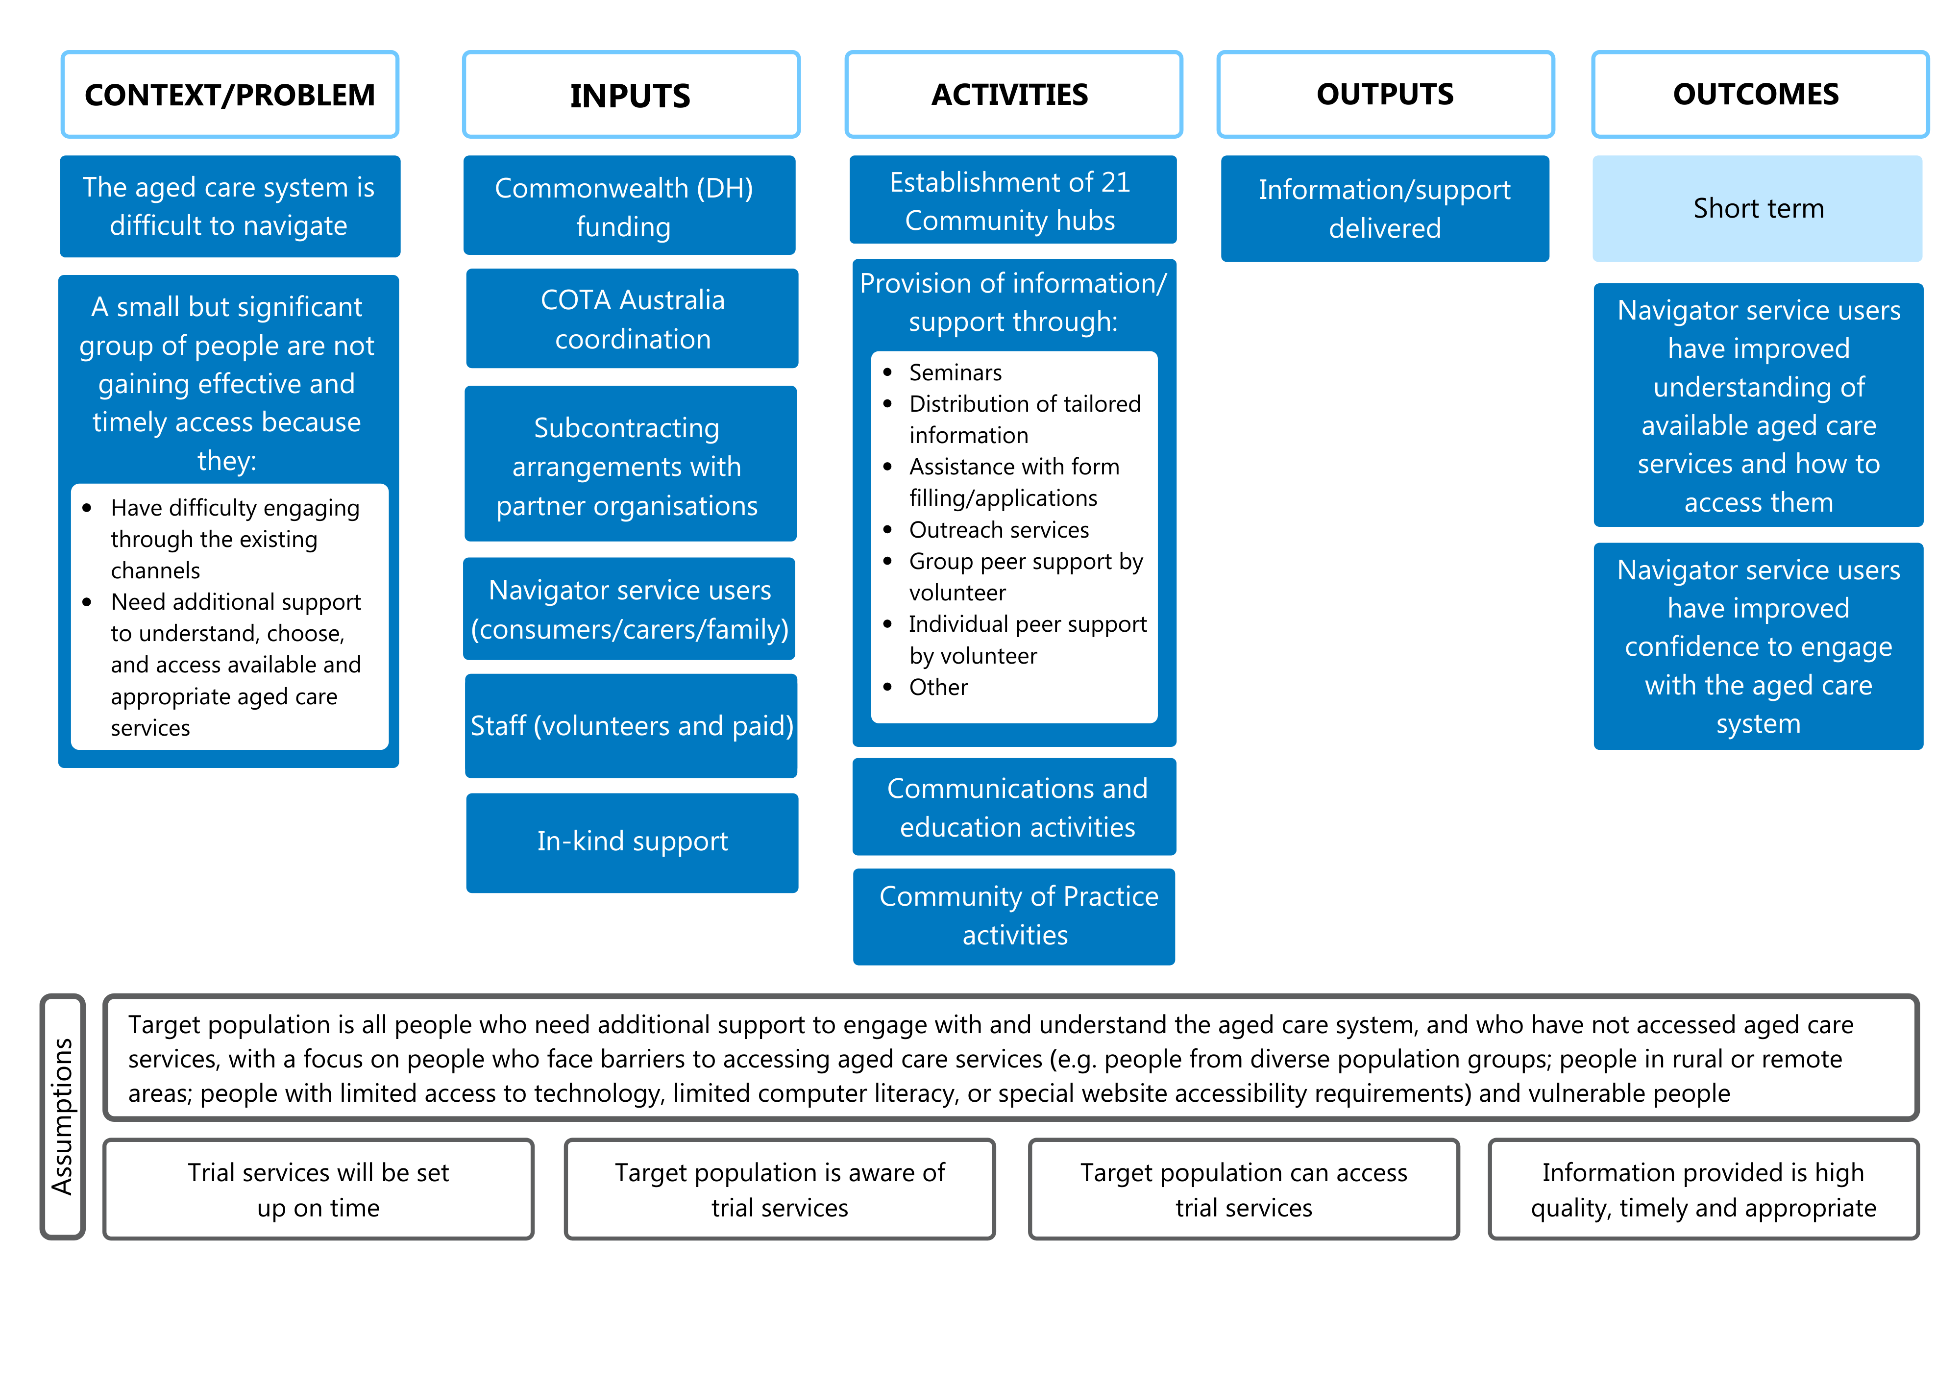 CONTEXT/PROBLEM
The aged care system is
difficult to navigate
A small but significant
group of people are not
gaining effective and
timely access because
they:
• Have difficulty engaging
through the existing
channels
• Need additional support
to understand, choose,
and access available and
appropriate aged care
services
INPUTS
Commonwealth (DH)
funding
COTA Australia
coordination
Subcontracting
arrangements with
partner organisations
Navigator service users
(consumers/carers/family)
Staff (volunteers and paid)
In-kind support
ACTIVITIES
Establishment of 21
Community hubs
Provision of information/
support through:
• Seminars
• Distribution of tailored
information
• Assistance with form
filling/applications
• Outreach services
• Group peer support by
volunteer
• Individual peer support
by volunteer
• Other
Communications and
education activities
Community of Practice
activities
OUTPUTS
Information/support
delivered
OUTCOMES
Short term
Navigator service users
have improved
understanding of
available aged care
services and how to
access them
Navigator service users
have improved
confidence to engage
with the aged care
system
Assumptions
Target population is all people who need additional support to engage with and understand the aged care system, and who have not accessed aged care
services, with a focus on people who face barriers to accessing aged care services (e.g. people from diverse population groups; people in rural or remote
areas; people with limited access to technology, limited computer literacy, or special website accessibility requirements) and vulnerable people
Trial services will be set
up on time
Target population is aware of
trial services
Target population can access
trial services
Information provided is high
quality, timely and appropriate